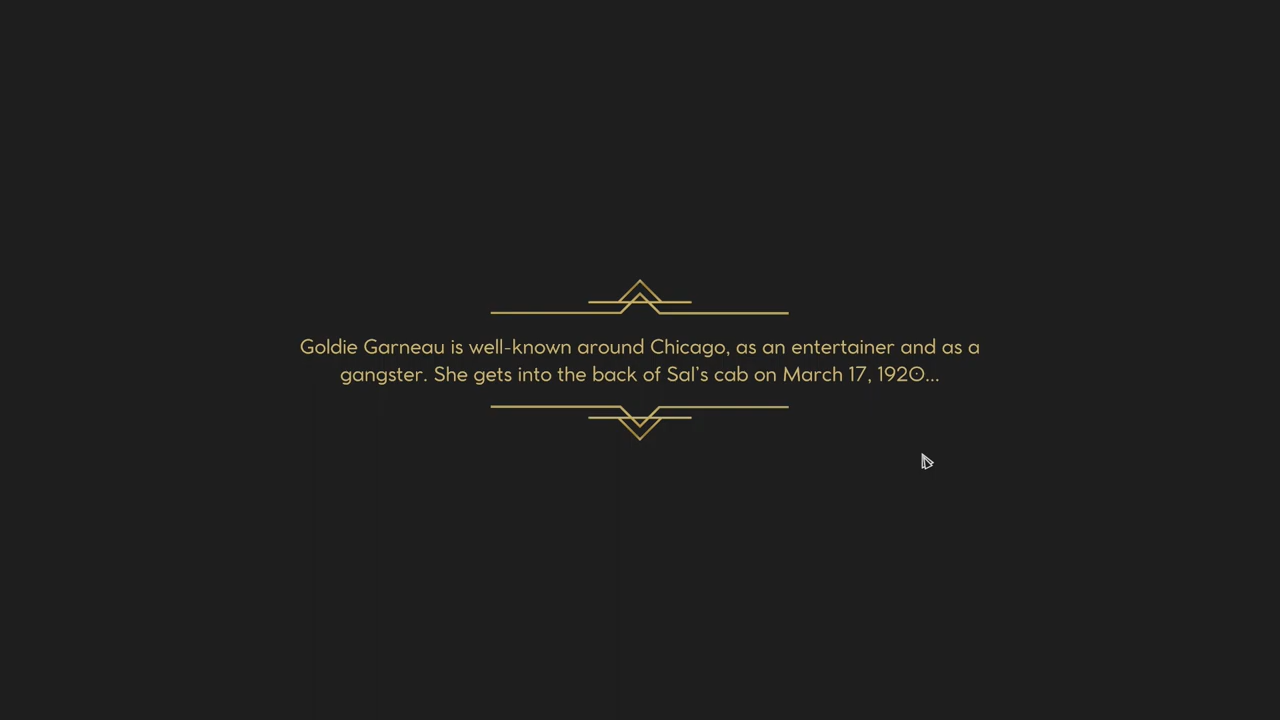 Goldie Garneau is well-known around Chicago, as an entertainer and as a
gangster. She gets into the back of Sal's cab on March 17, 1920...